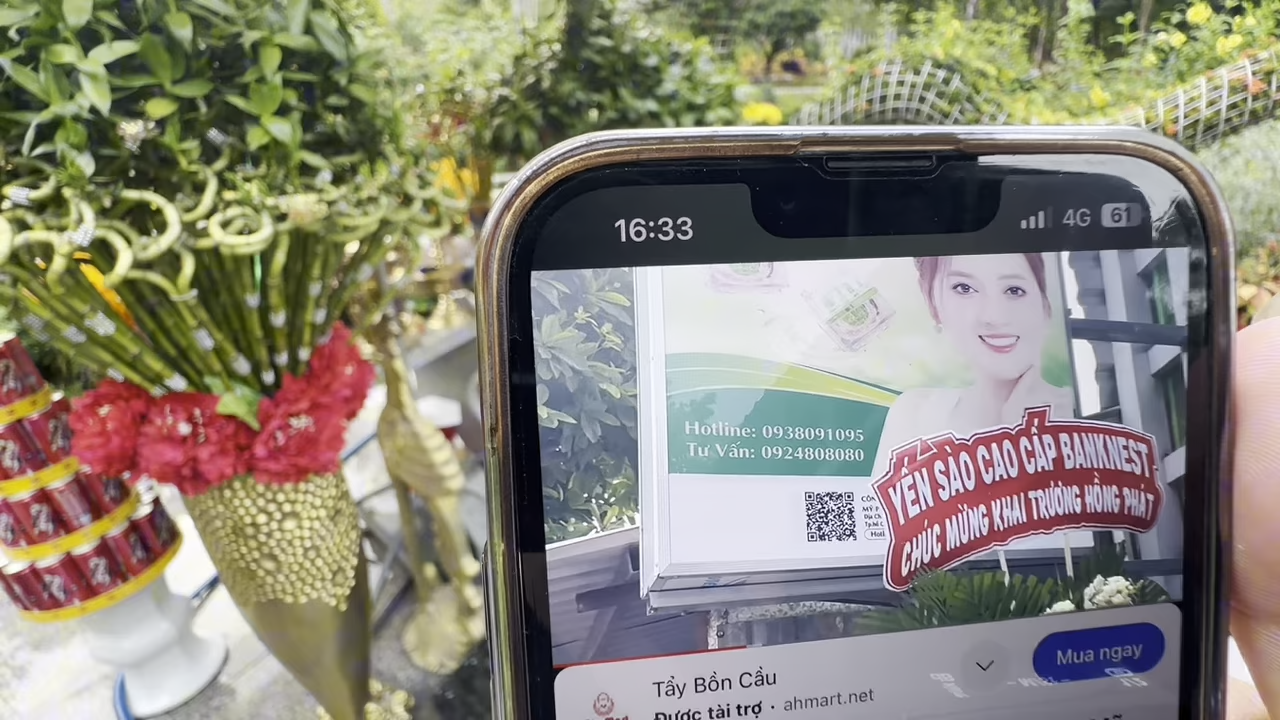 16:33
4G 61
Hotline: 0938091095
Tư Vấn: 0924808080
YẾN SÀO CAO CẤP BANKNEST
CHÚC MỪNG KHAI TRƯƠNG HỒNG PHÁT
Tẩy Bồn Cầu
Được tài trợ · ahmart.net
Mua ngay